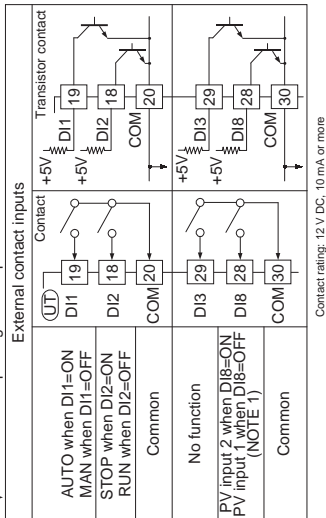 External contact inputs
Contact
Transistor contact
AUTO when DI1=ON
MAN when DI1=OFF
STOP when DI2=ON
RUN when DI2=OFF
Common
UT
DI1
19
DI2
18
COM
20
+5V
+5V
DI1
19
DI2
18
COM
20
No function
PV input 2 when DI8=ON
PV input 1 when DI8=OFF
(NOTE 1)
Common
DI3
29
DI8
28
COM
30
+5V
+5V
DI3
29
DI8
28
COM
30
Contact rating: 12 V DC, 10 mA or more